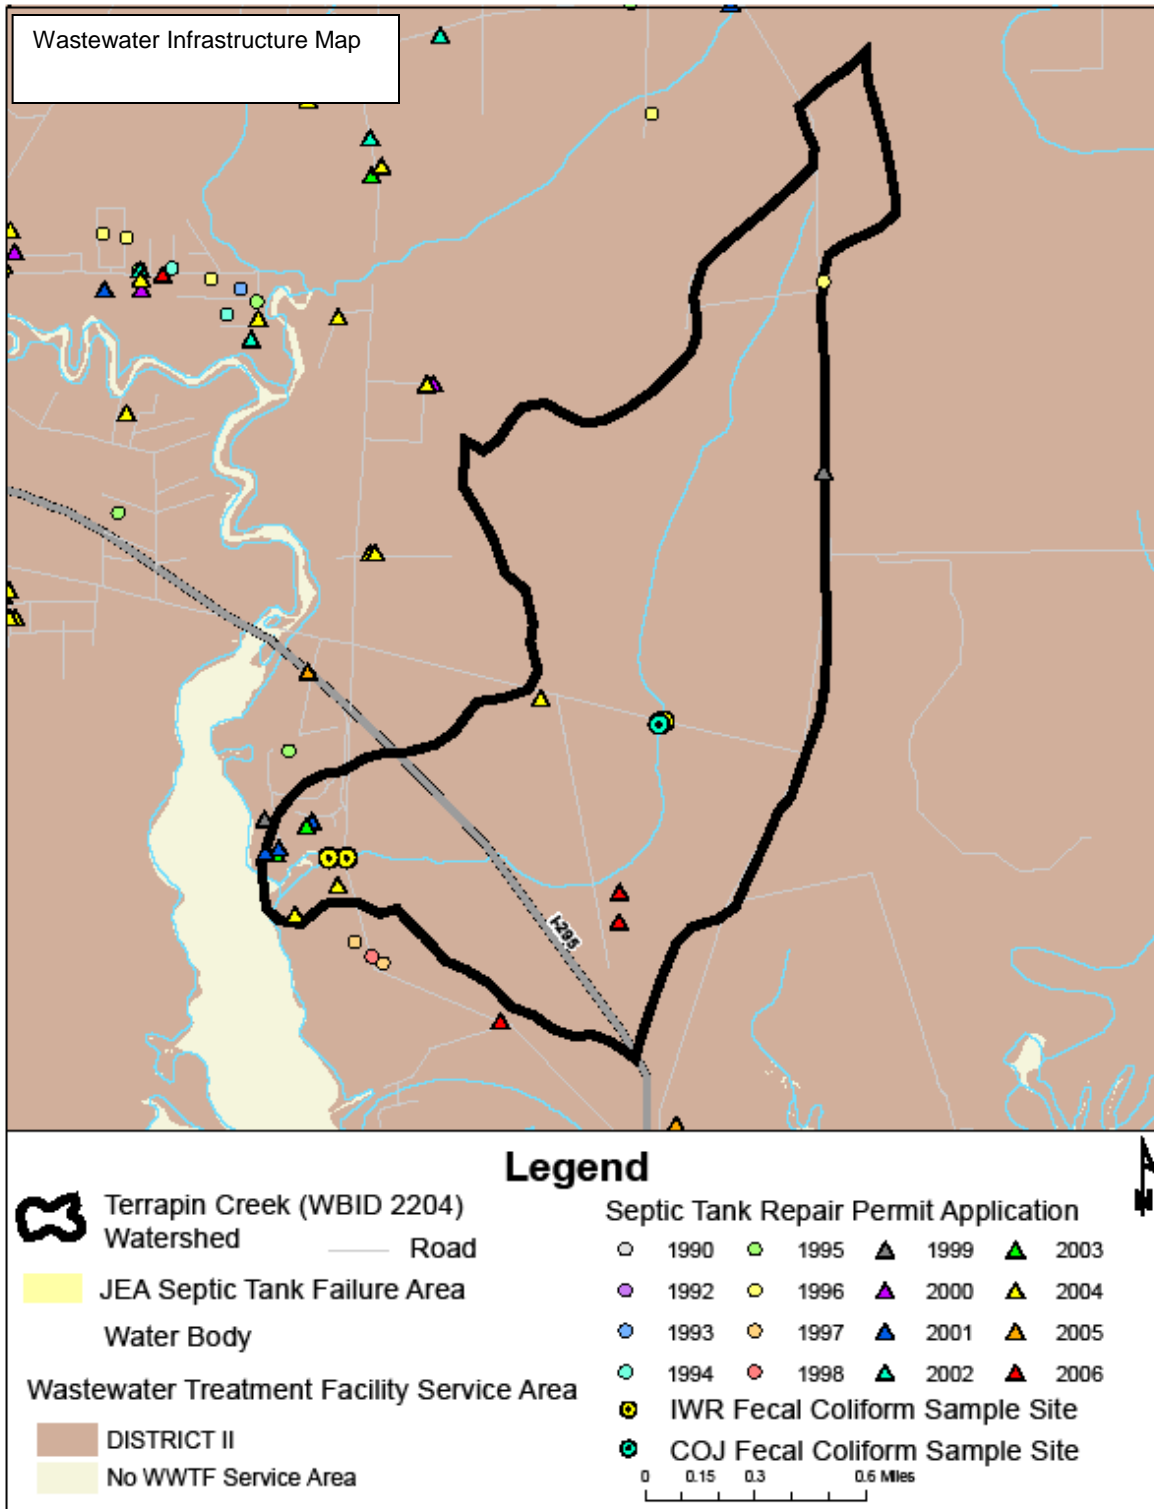 Wastewater Infrastructure Map
I-295
Legend
N
Terrapin Creek (WBID 2204)
Watershed
Road
JEA Septic Tank Failure Area
Water Body
Wastewater Treatment Facility Service Area
DISTRICT II
No WWTF Service Area
Septic Tank Repair Permit Application
1990 1995 1999 2003
1992 1996 2000 2004
1993 1997 2001 2005
1994 1998 2002 2006
IWR Fecal Coliform Sample Site
COJ Fecal Coliform Sample Site
0 0.15 0.3 0.6 Miles